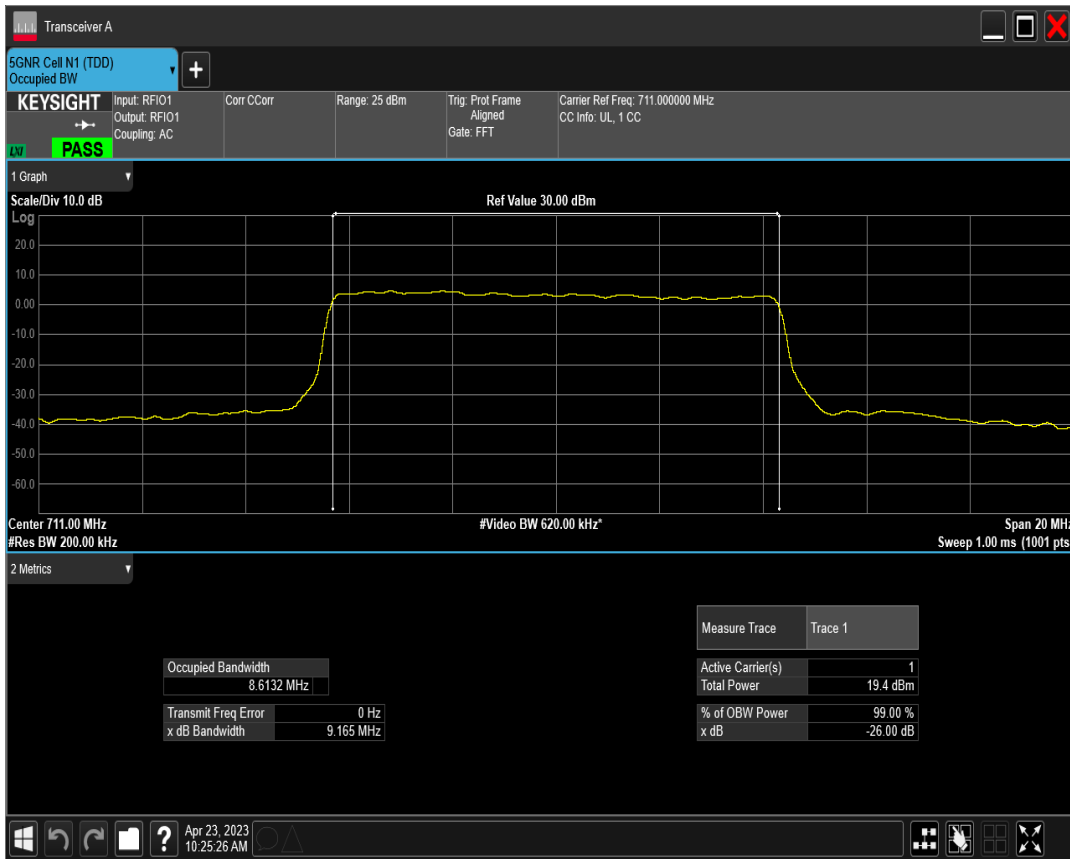 Transceiver A
5GNR Cell N1 (TDD)
Occupied BW
+
KEYSIGHT
LXI
PASS
Input: RFIO1
Output: RFIO1
Coupling: AC
Corr CCorr
Range: 25 dBm
Trig: Prot Frame
Aligned
Gate: FFT
Carrier Ref Freq: 711.000000 MHz
CC Info: UL, 1 CC
1 Graph
Scale/Div 10.0 dB
Ref Value 30.00 dBm
Log
20.0
10.0
0.00
-10.0
-20.0
-30.0
-40.0
-50.0
-60.0
Center 711.00 MHz
#Video BW 620.00 kHz*
Span 20 MHz
#Res BW 200.00 kHz
Sweep 1.00 ms (1001 pts
2 Metrics
Measure Trace Trace 1
Occupied Bandwidth
8.6132 MHz
Active Carrier(s) 1
Total Power 19.4 dBm
Transmit Freq Error 0 Hz
x dB Bandwidth 9.165 MHz
% of OBW Power 99.00 %
x dB -26.00 dB
?
Apr 23, 2023
10:25:26 AM